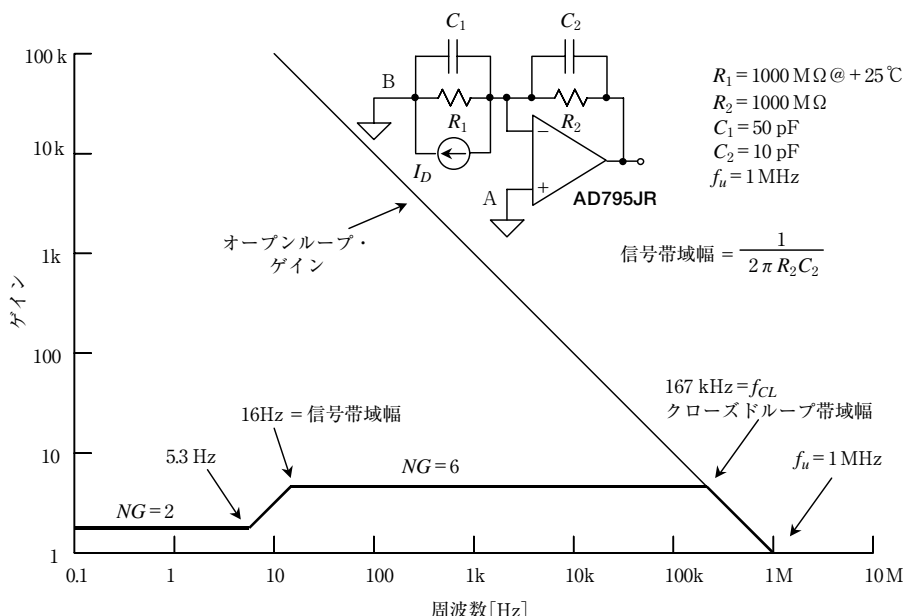 C1
C2
B
R1
R2
ID
A
−
+
AD795JR
R1 = 1000 MΩ @ + 25℃
R2 = 1000 MΩ
C1 = 50 pF
C2 = 10 pF
fu = 1 MHz
信号帯域幅 = 1 / 2 π R2 C2
オープンループ・
ゲイン
ゲイン
100 k
10k
1k
100
10
1
167 kHz = fCL
クローズドループ帯域幅
16Hz = 信号帯域幅
5.3 Hz
NG = 6
fu = 1 MHz
NG = 2
0.1
1
10
100
1k
10k
100k
1M
10M
周波数[Hz]